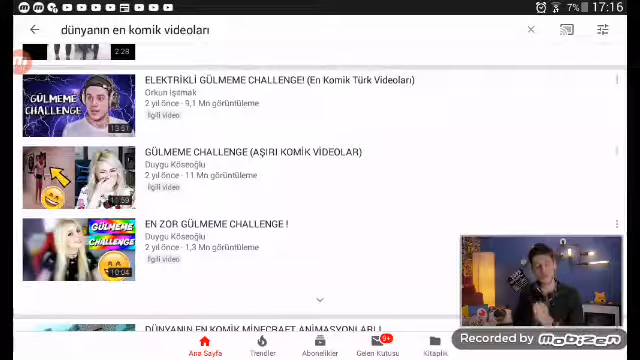 7% 17:16
dünyanın en komik videoları
2:28
ELEKTRİKLİ GÜLMEME CHALLENGE! (En Komik Türk Videoları)
Orkun Işıtmak
2 yıl önce · 9,1 Mn görüntüleme
İlgili video
GÜLMEME
CHALLENGE
13:51
GÜLMEME CHALLENGE (AŞIRI KOMİK VİDEOLAR)
Duygu Köseoğlu
2 yıl önce · 11 Mn görüntüleme
İlgili video
11:59
EN ZOR GÜLMEME CHALLENGE !
Duygu Köseoğlu
2 yıl önce · 1,3 Mn görüntüleme
İlgili video
GÜLMEME
CHALLENGE
10:04
DÜNYANIN EN KOMİK MİNECRAFT ANİMASYONLARI !
9+
Ana Sayfa Trendler Abonelikler Gelen Kutusu Kitaplık
Recorded by MOBIZEN